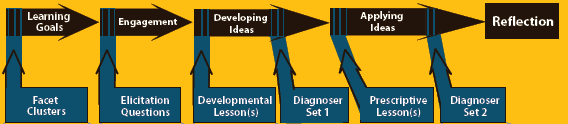 Learning
Goals
Engagement
Developing
Ideas
Applying
Ideas
Reflection
Facet
Clusters
Elicitation
Questions
Developmental
Lesson(s)
Diagnoser
Set 1
Prescriptive
Lesson(s)
Diagnoser
Set 2